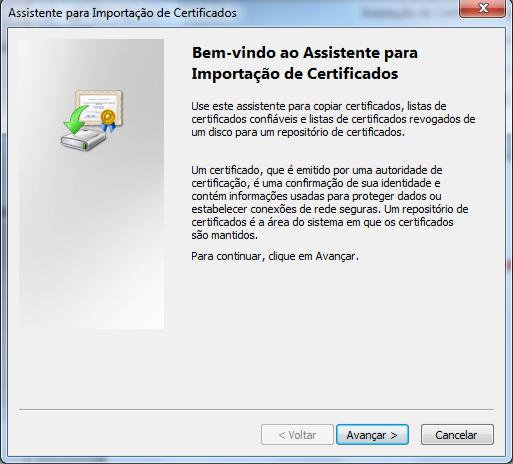 Assistente para Importação de Certificados
Bem-vindo ao Assistente para
Importação de Certificados
Use este assistente para copiar certificados, listas de
certificados confiáveis e listas de certificados revogados de
um disco para um repositório de certificados.
Um certificado, que é emitido por uma autoridade de
certificação, é uma confirmação de sua identidade e
contém informações usadas para proteger dados ou
estabelecer conexões de rede seguras. Um repositório de
certificados é a área do sistema em que os certificados
são mantidos.
Para continuar, clique em Avançar.
< Voltar
Avançar >
Cancelar